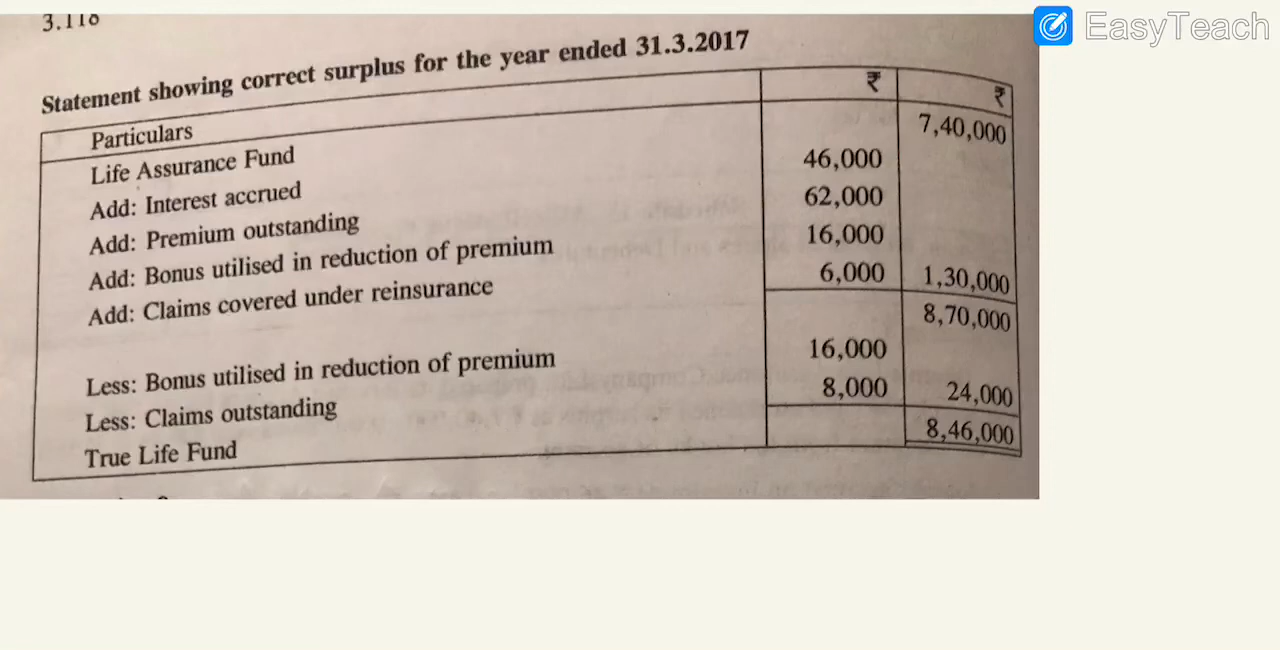 3.118
EasyTeach
Statement showing correct surplus for the year ended 31.3.2017
Particulars ₹ ₹
Life Assurance Fund 7,40,000
Add: Interest accrued 46,000
Add: Premium outstanding 62,000
Add: Bonus utilised in reduction of premium 16,000
Add: Claims covered under reinsurance 6,000 1,30,000
8,70,000
Less: Bonus utilised in reduction of premium 16,000
Less: Claims outstanding 8,000 24,000
True Life Fund 8,46,000